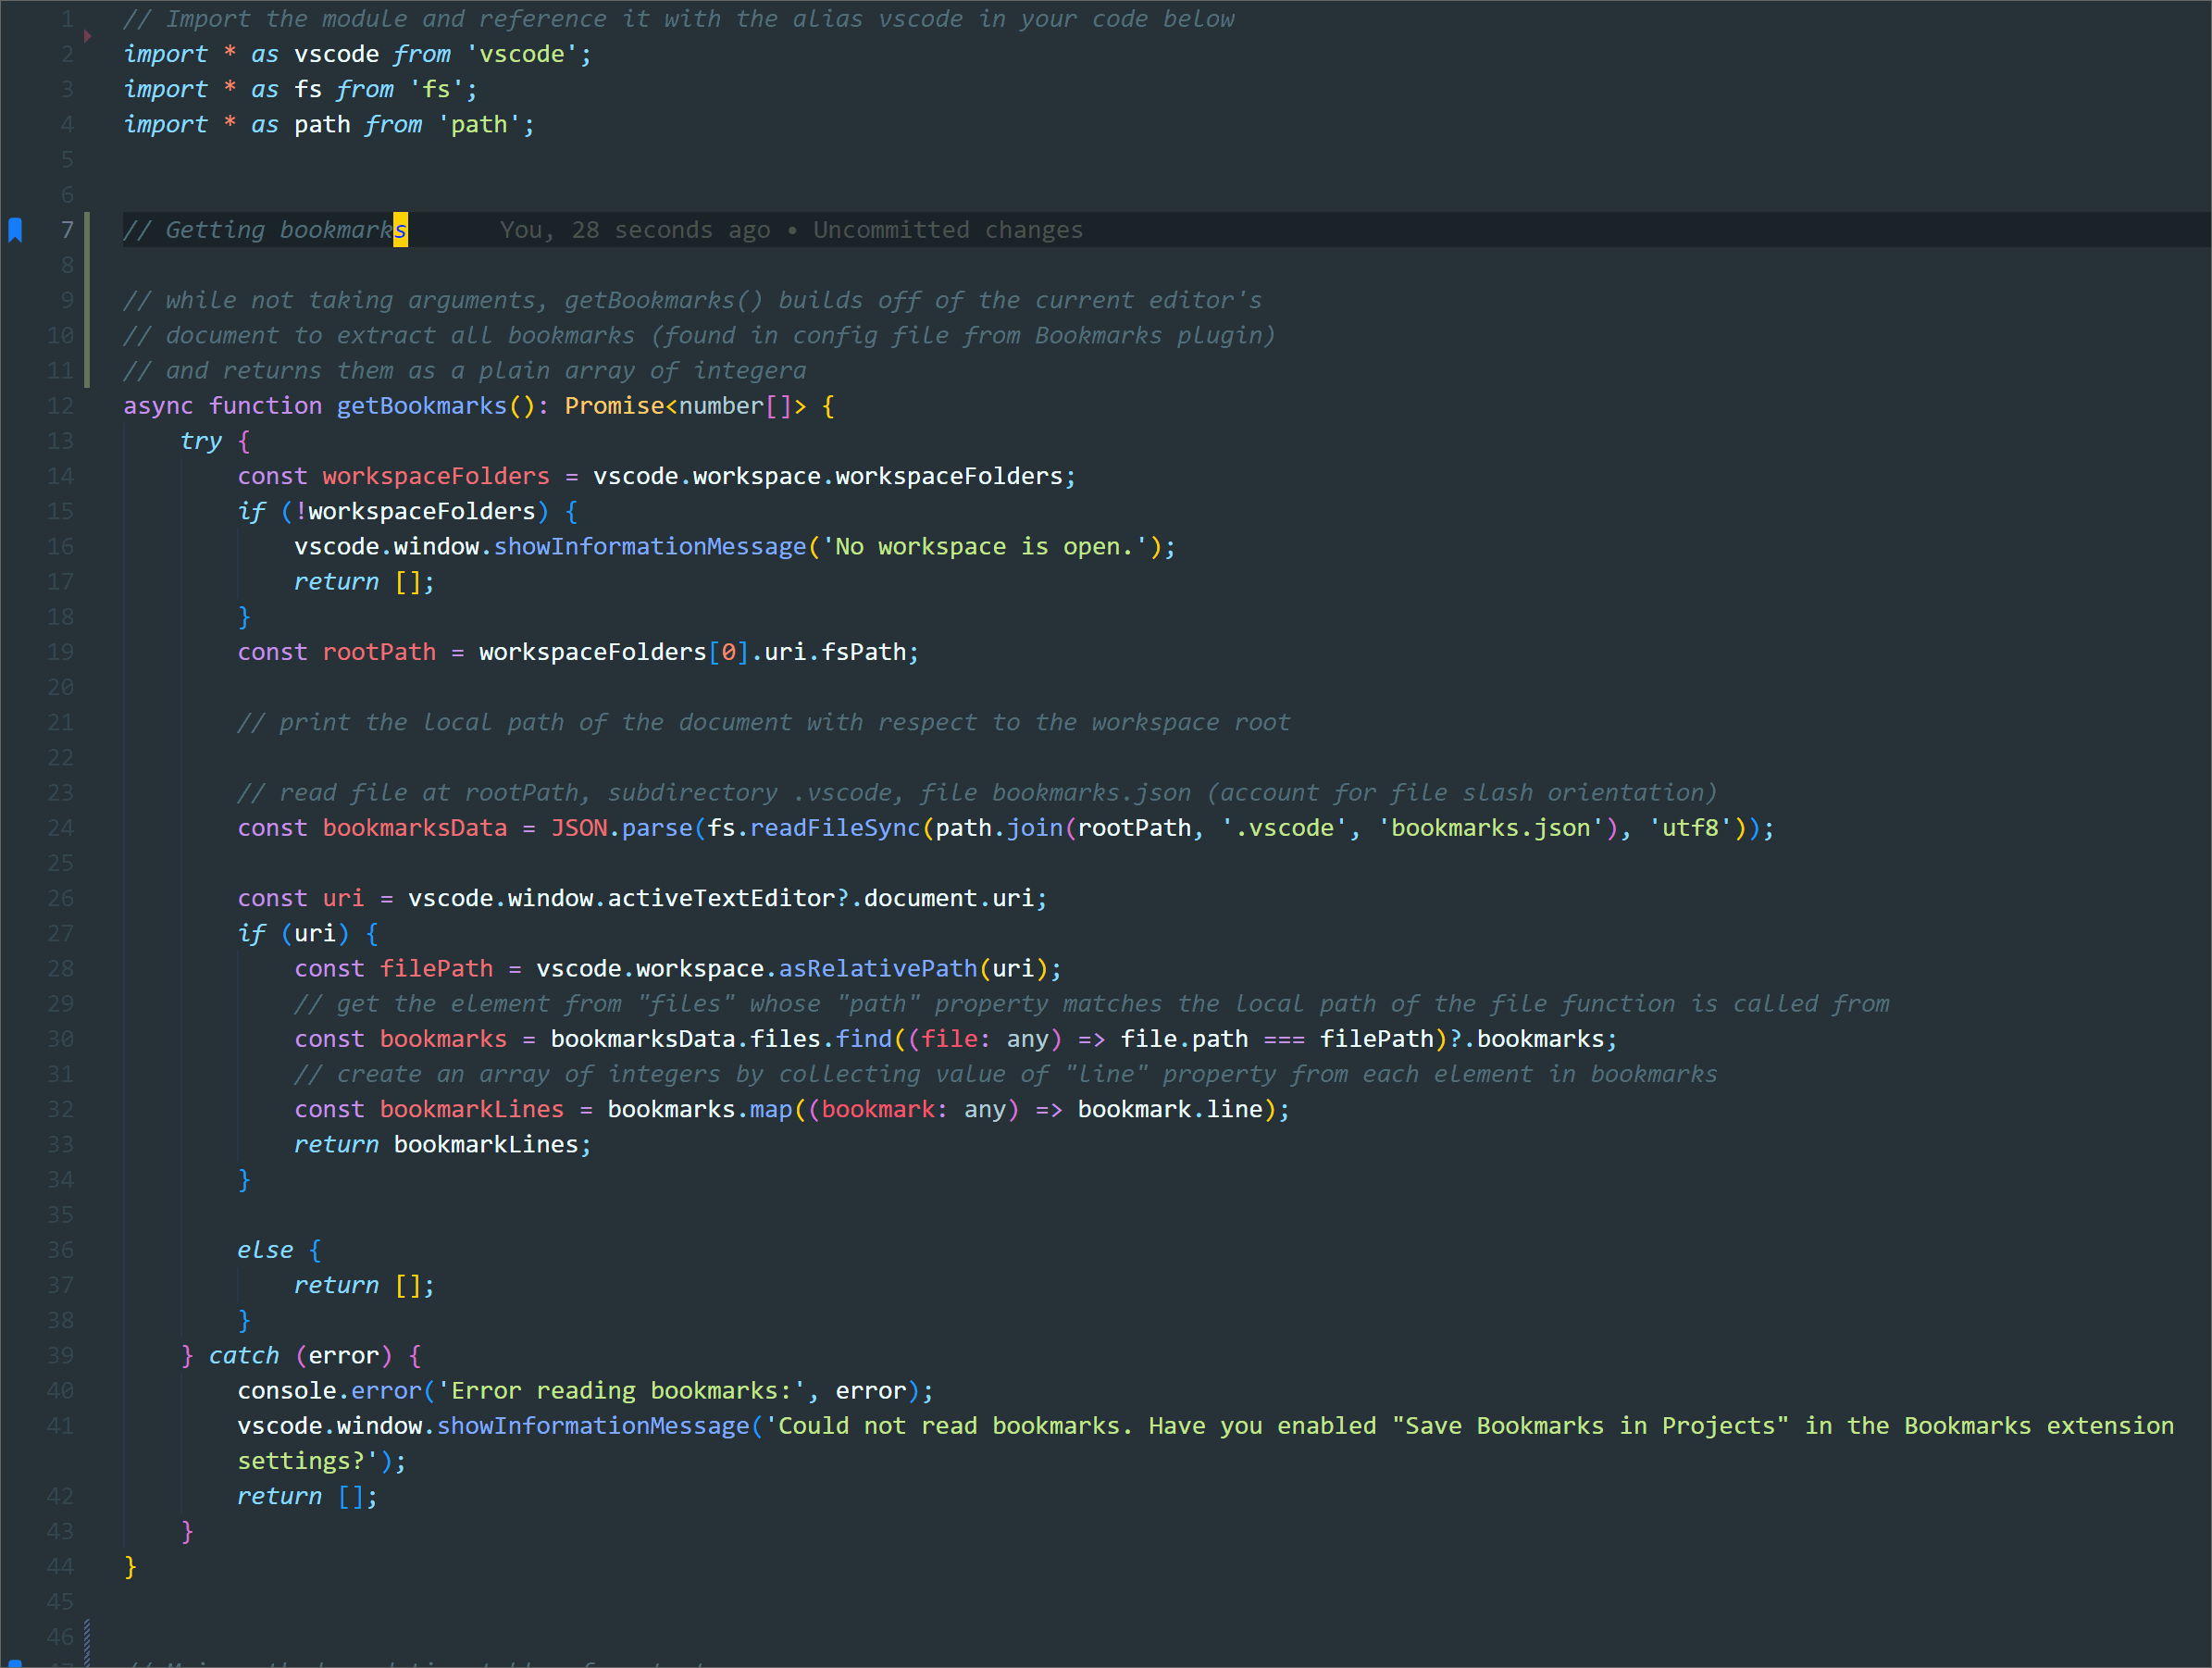 1 // Import the module and reference it with the alias vscode in your code below
2 import * as vscode from 'vscode';
3 import * as fs from 'fs';
4 import * as path from 'path';
5
6
7 // Getting bookmarks You, 28 seconds ago • Uncommitted changes
8
9 // while not taking arguments, getBookmarks() builds off of the current editor's
10 // document to extract all bookmarks (found in config file from Bookmarks plugin)
11 // and returns them as a plain array of integera
12 async function getBookmarks(): Promise<number[]> {
13     try {
14         const workspaceFolders = vscode.workspace.workspaceFolders;
15         if (!workspaceFolders) {
16             vscode.window.showInformationMessage('No workspace is open.');
17             return [];
18         }
19         const rootPath = workspaceFolders[0].uri.fsPath;
20
21         // print the local path of the document with respect to the workspace root
22
23         // read file at rootPath, subdirectory .vscode, file bookmarks.json (account for file slash orientation)
24         const bookmarksData = JSON.parse(fs.readFileSync(path.join(rootPath, '.vscode', 'bookmarks.json'), 'utf8'));
25
26         const uri = vscode.window.activeTextEditor?.document.uri;
27         if (uri) {
28             const filePath = vscode.workspace.asRelativePath(uri);
29             // get the element from "files" whose "path" property matches the local path of the file function is called from
30             const bookmarks = bookmarksData.files.find((file: any) => file.path === filePath)?.bookmarks;
31             // create an array of integers by collecting value of "line" property from each element in bookmarks
32             const bookmarkLines = bookmarks.map((bookmark: any) => bookmark.line);
33             return bookmarkLines;
34         }
35
36         else {
37             return [];
38         }
39     } catch (error) {
40         console.error('Error reading bookmarks:', error);
41         vscode.window.showInformationMessage('Could not read bookmarks. Have you enabled "Save Bookmarks in Projects" in the Bookmarks extension
settings?');
42         return [];
43     }
44 }
45
46